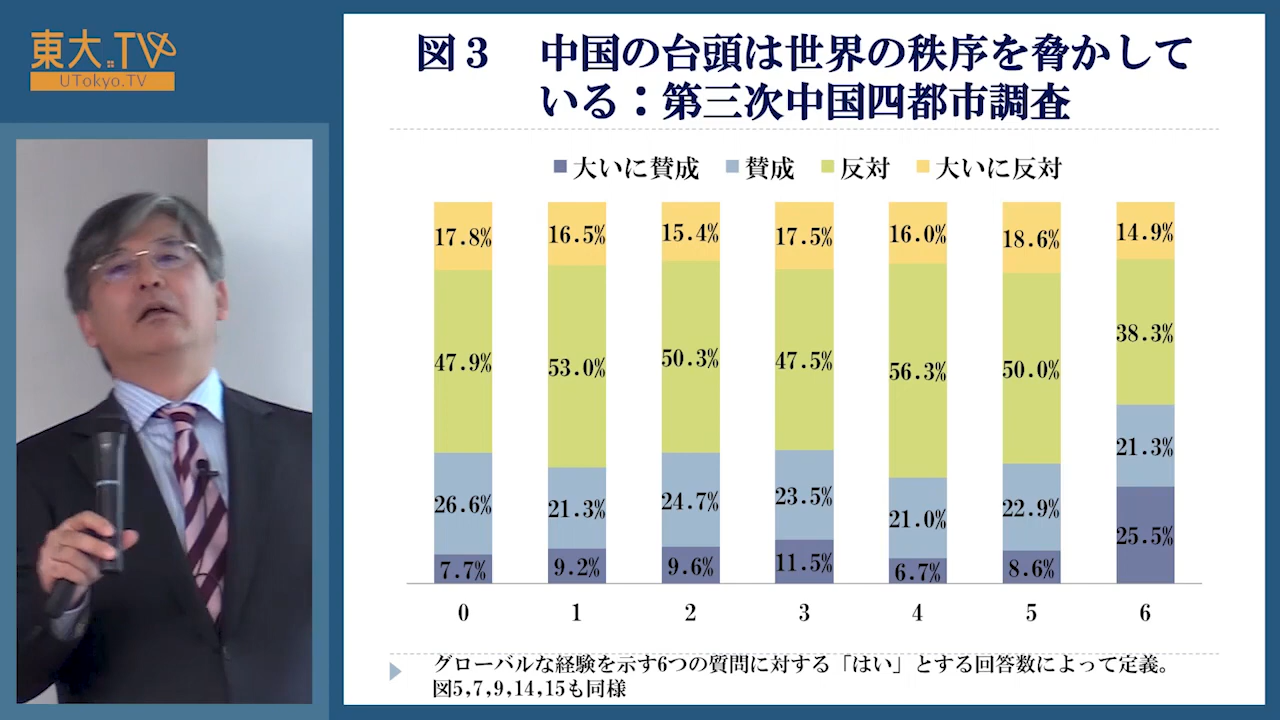 東大.TV
UTokyo.TV
図３　中国の台頭は世界の秩序を脅かして
いる：第三次中国四都市調査
大いに賛成 賛成 反対 大いに反対
17.8% 16.5% 15.4% 17.5% 16.0% 18.6% 14.9%
47.9% 53.0% 50.3% 47.5% 56.3% 50.0% 38.3%
26.6% 21.3% 24.7% 23.5% 21.0% 22.9% 21.3%
7.7% 9.2% 9.6% 11.5% 6.7% 8.6% 25.5%
0 1 2 3 4 5 6
グローバルな経験を示す6つの質問に対する「はい」とする回答数によって定義。
図5,7,9,14,15も同様